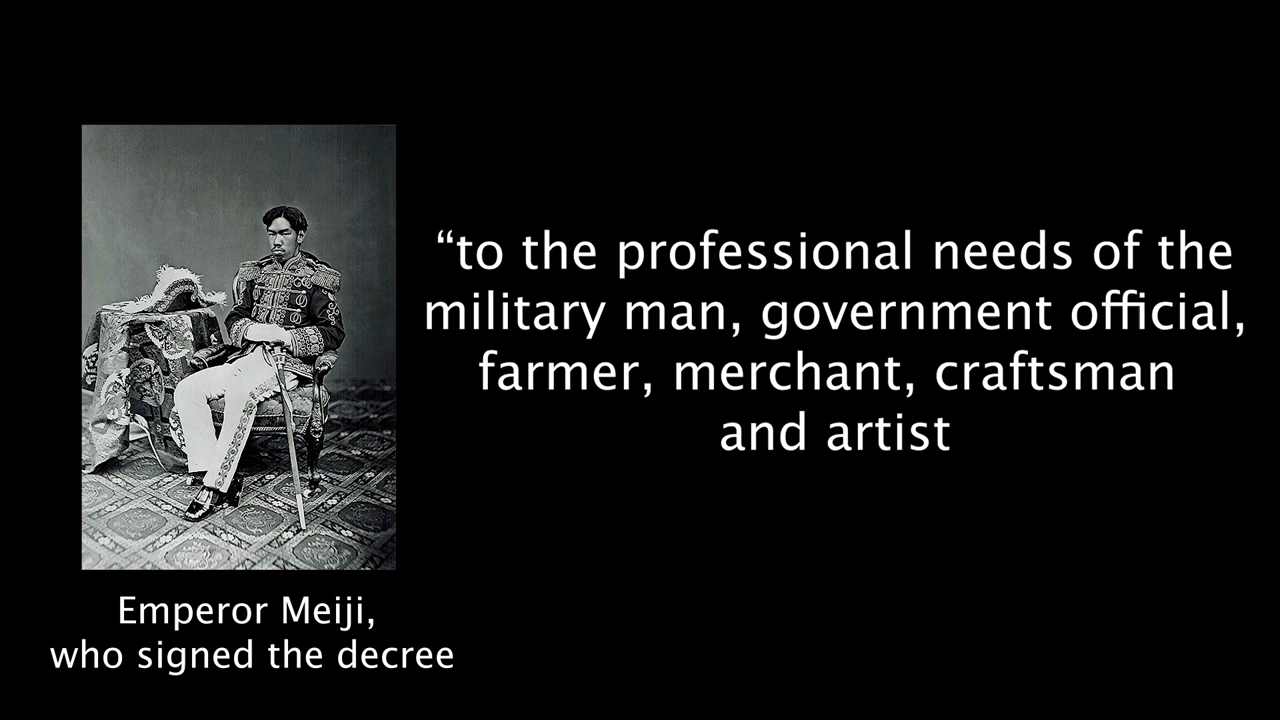 “to the professional needs of the
military man, government official,
farmer, merchant, craftsman
and artist
Emperor Meiji,
who signed the decree